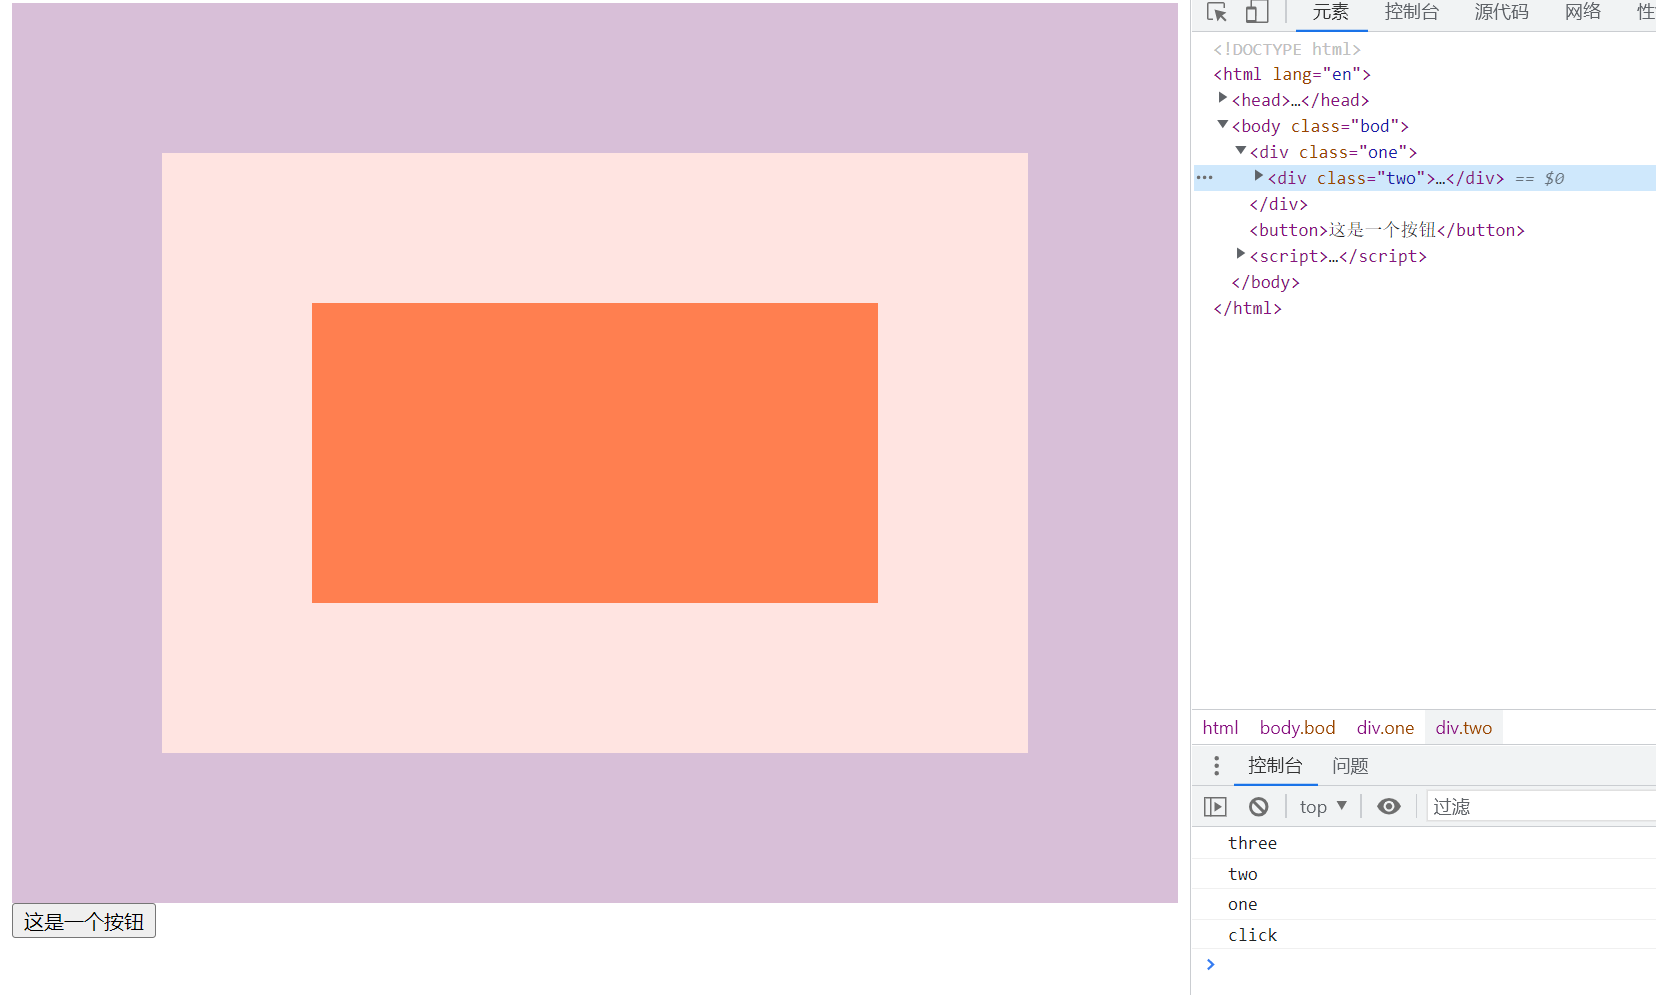 这是一个按钮
元素 控制台 源代码 网络
<!DOCTYPE html>
<html lang="en">
<head>…</head>
<body class="bod">
<div class="one">
<div class="two">…</div> == $0
</div>
<button>这是一个按钮</button>
<script>…</script>
</body>
</html>
html body.bod div.one div.two
控制台 问题
top 过滤
three
two
one
click